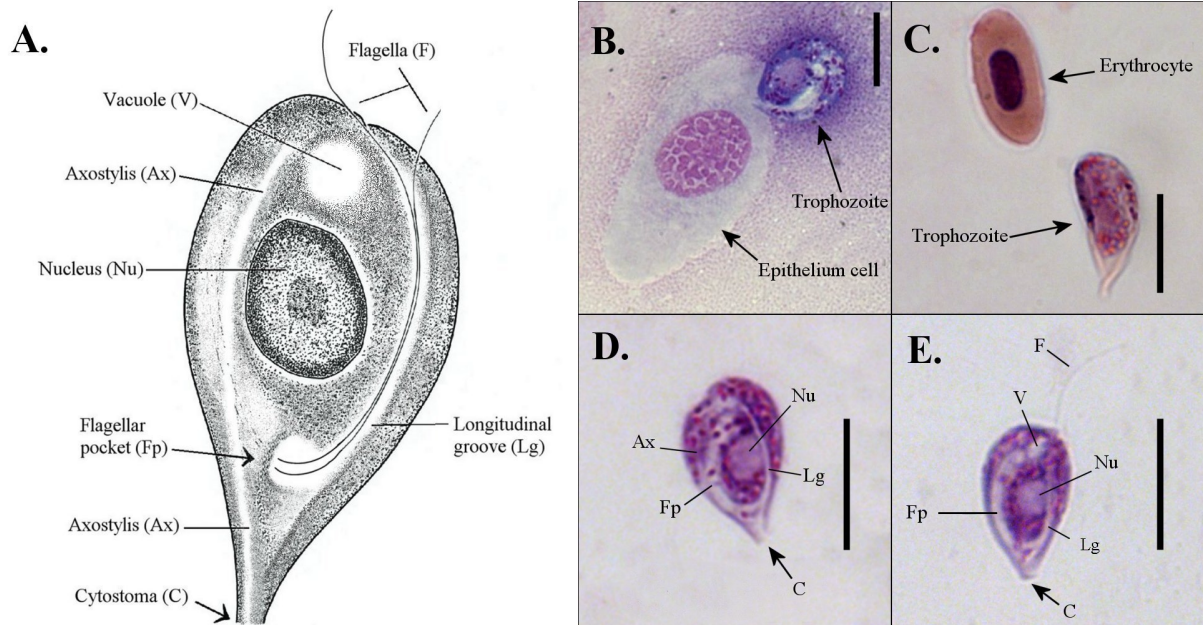 A.
Flagella (F)
Vacuole (V)
Axostylis (Ax)
Nucleus (Nu)
Flagellar
pocket (Fp)
Longitudinal
groove (Lg)
Axostylis (Ax)
Cytostoma (C)
B.
Trophozoite
Epithelium cell
C.
Erythrocyte
Trophozoite
D.
Nu
Ax
Lg
Fp
C
E.
F
V
Nu
Fp
Lg
C